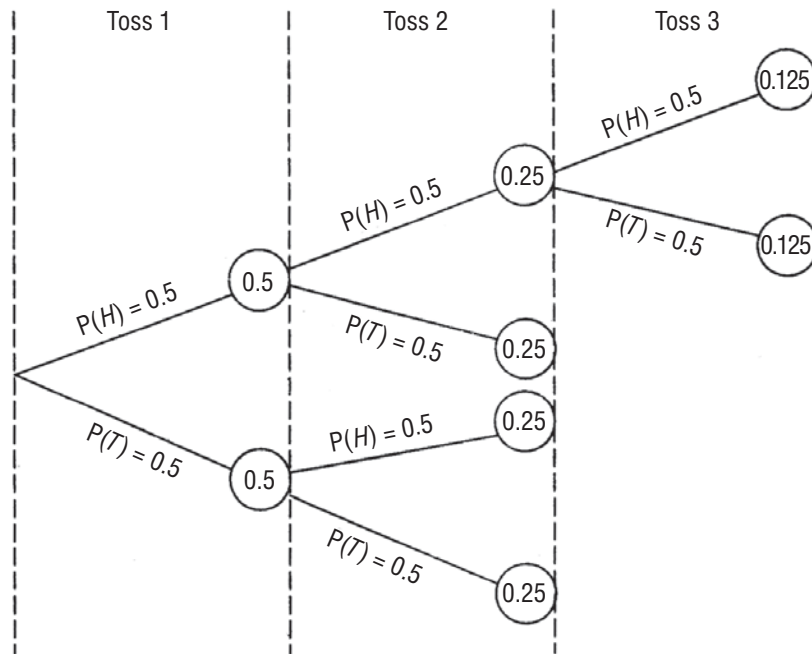 Toss 1 Toss 2 Toss 3
0.125
P(H) = 0.5
0.25
P(H) = 0.5
P(T) = 0.5
0.125
0.5
P(H) = 0.5
P(T) = 0.5
0.25
0.25
P(T) = 0.5
P(H) = 0.5
0.5
P(T) = 0.5
0.25